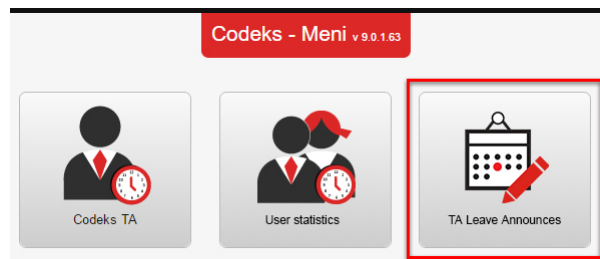 Codeks - Meni v 9.0.1.63
Codeks TA
User statistics
TA Leave Announces